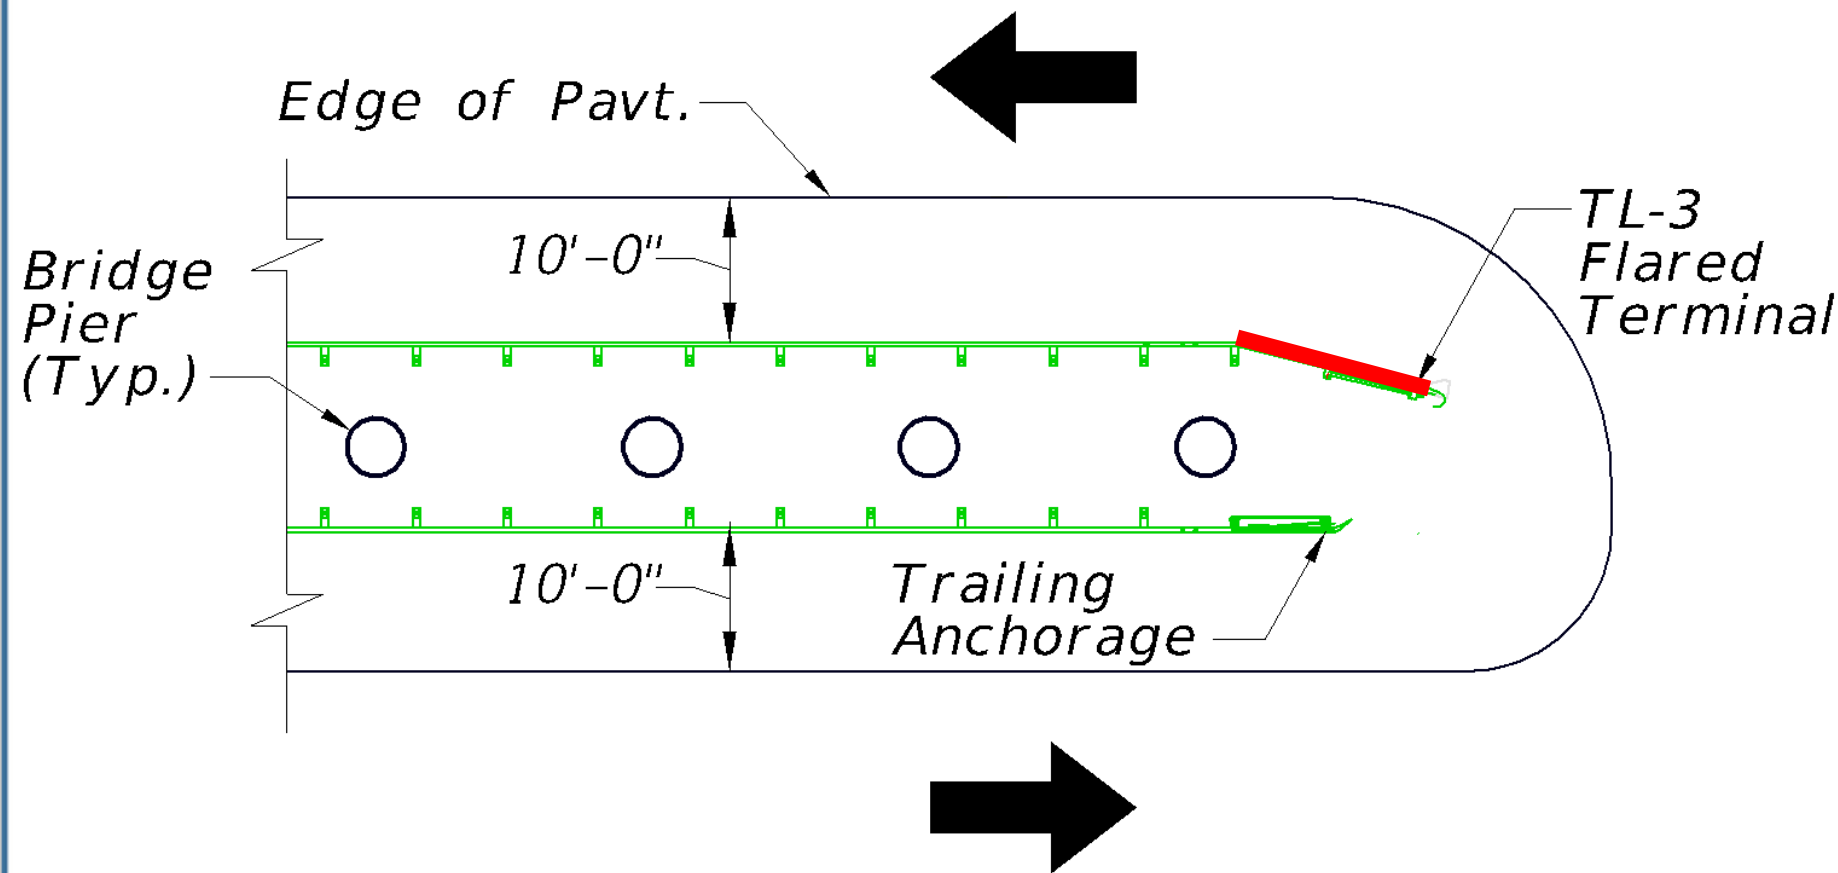 Edge of Pavt.
10'-0"
TL-3
Flared
Terminal
Bridge
Pier
(Typ.)
10'-0"
Trailing
Anchorage